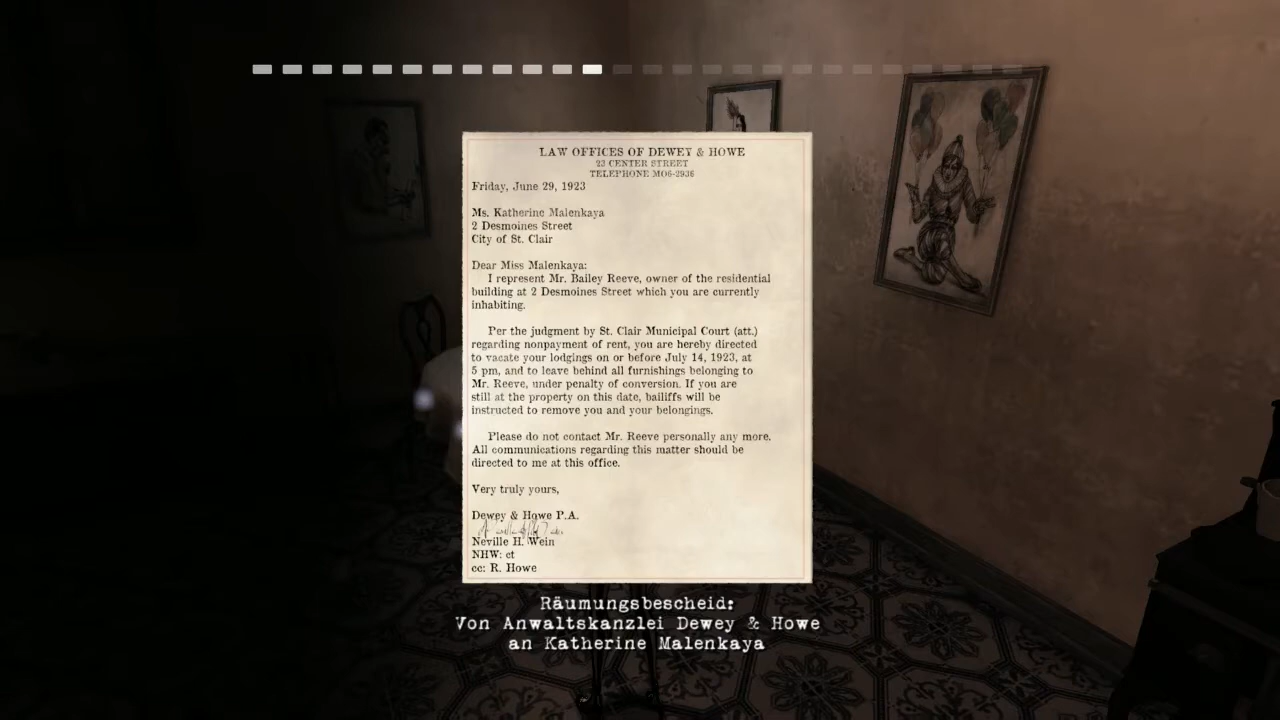 LAW OFFICES OF DEWEY & HOWE
23 CENTER STREET
TELEPHONE MO6-2936
Friday, June 29, 1923
Ms. Katherine Malenkaya
2 Desmoines Street
City of St. Clair
Dear Miss Malenkaya:
I represent Mr. Bailey Reeve, owner of the residential
building at 2 Desmoines Street which you are currently
inhabiting.
Per the judgment by St. Clair Municipal Court (att.)
regarding nonpayment of rent, you are hereby directed
to vacate your lodgings on or before July 14, 1923, at
5 pm, and to leave behind all furnishings belonging to
Mr. Reeve, under penalty of conversion. If you are
still at the property on this date, bailiffs will be
instructed to remove you and your belongings.
Please do not contact Mr. Reeve personally any more.
All communications regarding this matter should be
directed to me at this office.
Very truly yours,
Dewey & Howe P.A.
Neville H. Wein
NHW: ct
cc: R. Howe
Räumungsbescheid:
Von Anwaltskanzlei Dewey & Howe
an Katherine Malenkaya